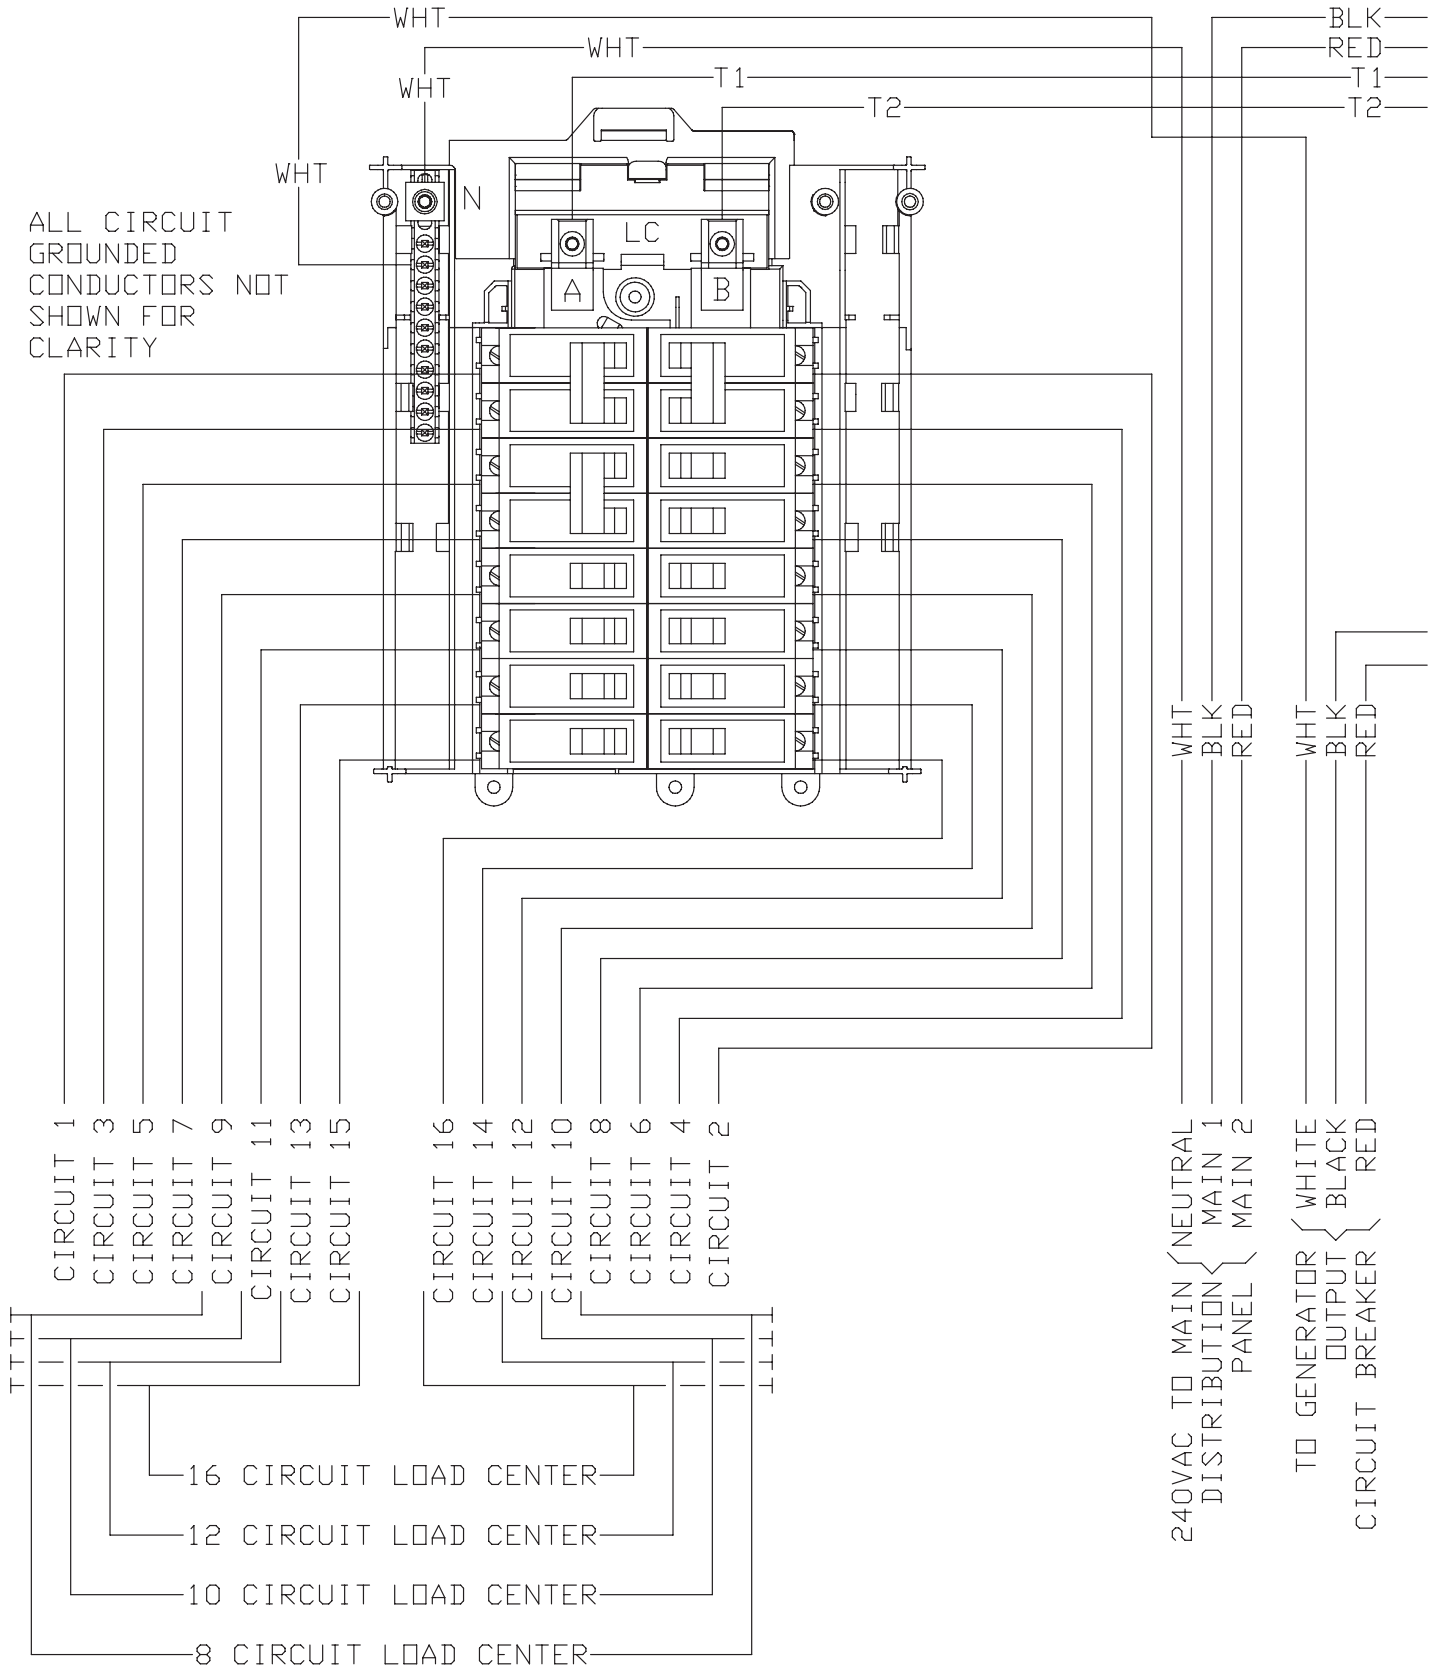 WHT
BLK
WHT
RED
T1
T1
WHT
T2
T2
WHT
N
ALL CIRCUIT
GROUNDED
CONDUCTORS NOT
SHOWN FOR
CLARITY
LC
A
B
WHT
BLK
RED
WHT
BLK
RED
CIRCUIT 1
CIRCUIT 3
CIRCUIT 5
CIRCUIT 7
CIRCUIT 9
CIRCUIT 11
CIRCUIT 13
CIRCUIT 15
CIRCUIT 16
CIRCUIT 14
CIRCUIT 12
CIRCUIT 10
CIRCUIT 8
CIRCUIT 6
CIRCUIT 4
CIRCUIT 2
240VAC TO MAIN
DISTRIBUTION
PANEL
NEUTRAL
MAIN 1
MAIN 2
TO GENERATOR
OUTPUT
CIRCUIT BREAKER
WHITE
BLACK
RED
16 CIRCUIT LOAD CENTER
12 CIRCUIT LOAD CENTER
10 CIRCUIT LOAD CENTER
8 CIRCUIT LOAD CENTER